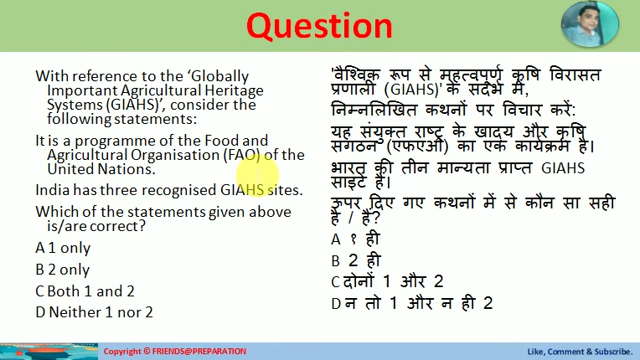 Question
With reference to the ‘Globally
Important Agricultural Heritage
Systems (GIAHS)’, consider the
following statements:
It is a programme of the Food and
Agricultural Organisation (FAO) of the
United Nations.
India has three recognised GIAHS sites.
Which of the statements given above
is/are correct?
A 1 only
B 2 only
C Both 1 and 2
D Neither 1 nor 2
'वैश्विक रूप से महत्वपूर्ण कृषि विरासत
प्रणाली (GIAHS)' के संदर्भ में,
निम्नलिखित कथनों पर विचार करें:
यह संयुक्त राष्ट्र के खाद्य और कृषि
संगठन (एफएओ) का एक कार्यक्रम है।
भारत की तीन मान्यता प्राप्त GIAHS
साइटें हैं।
ऊपर दिए गए कथनों में से कौन सा सही
है / हैं?
A १ ही
B 2 ही
C दोनों 1 और 2
D न तो 1 और न ही 2
Copyright © FRIENDS@PREPARATION
Like, Comment & Subscribe.